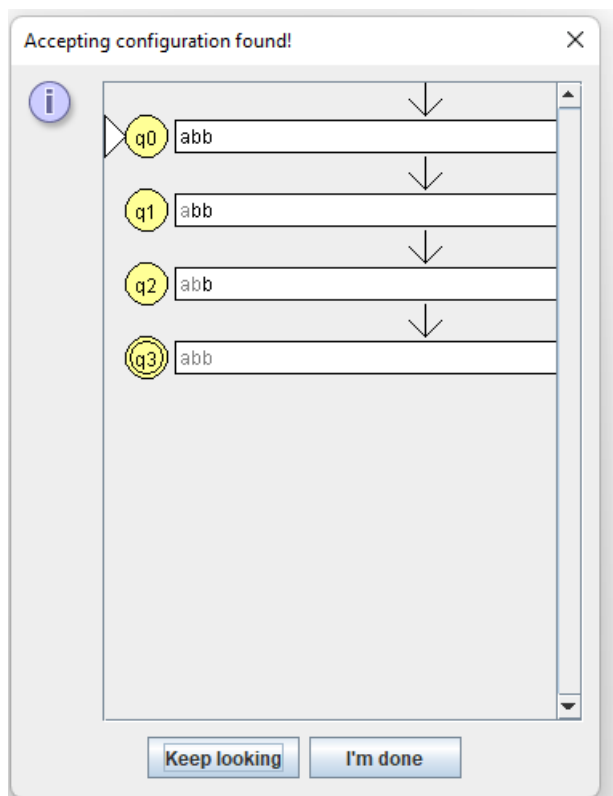 Accepting configuration found!
i
q0 abb
q1 abb
q2 abb
q3 abb
Keep looking I'm done